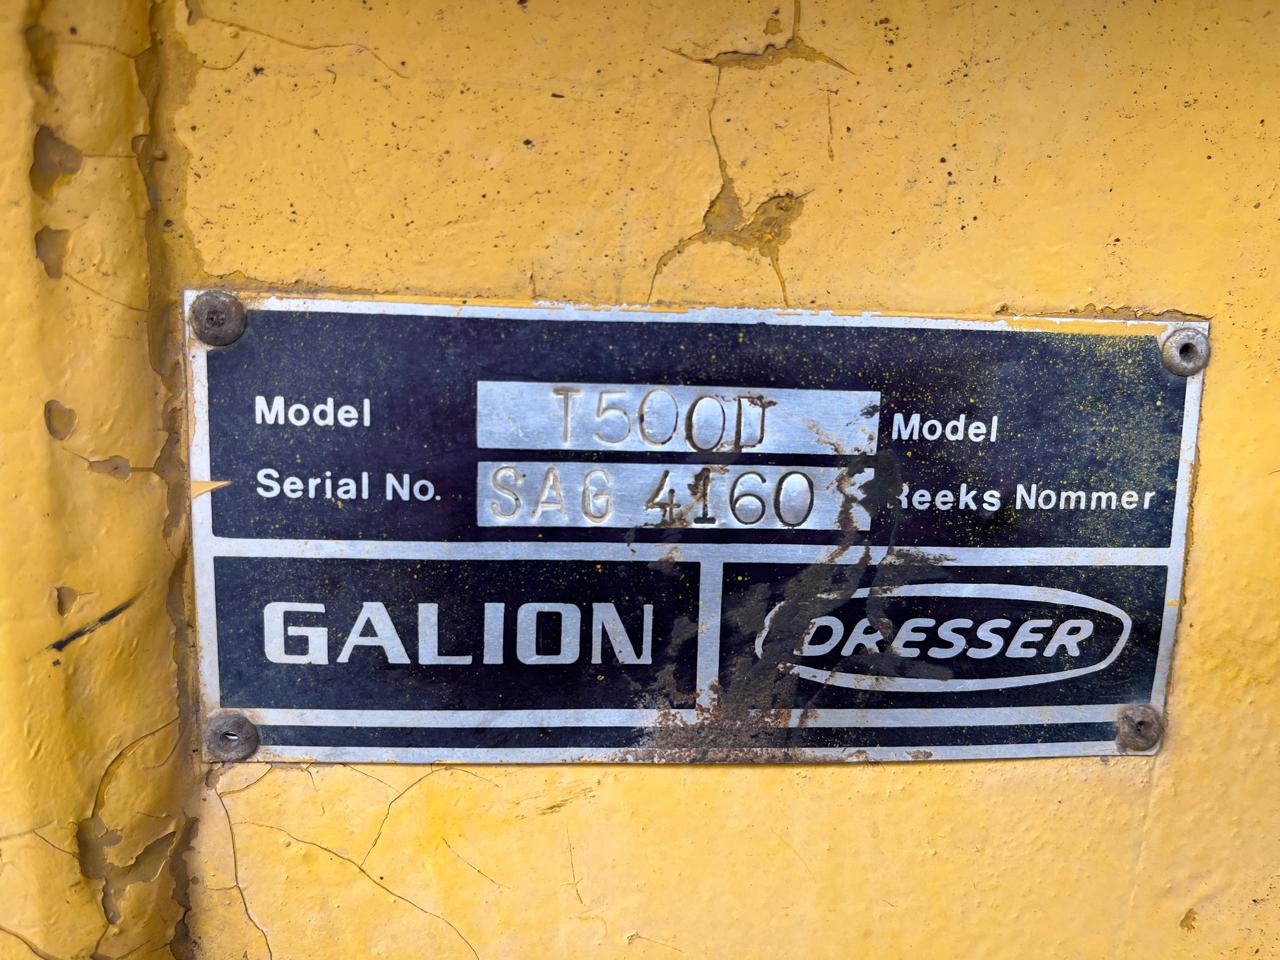 Model T500D Model
Serial No. SAG 4160 Reeks Nommer
GALION DRESSER